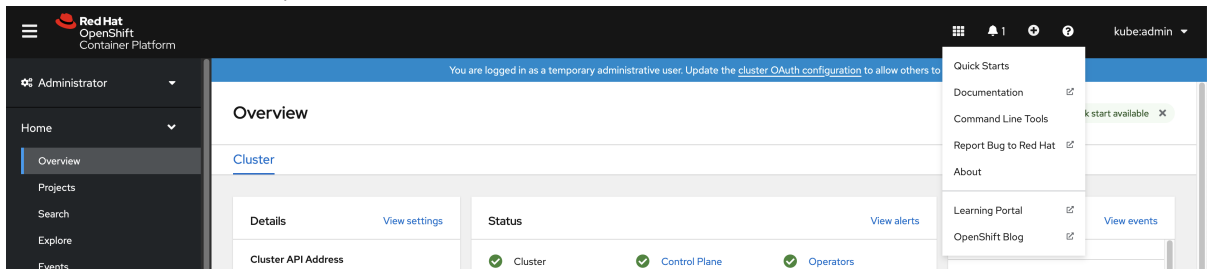 Red Hat
OpenShift
Container Platform
1
kube:admin
Administrator
You are logged in as a temporary administrative user. Update the cluster OAuth configuration to allow others to
Home
Overview
Projects
Search
Explore
Events
Overview
start available
Cluster
Details
View settings
Cluster API Address
Status
View alerts
Cluster
Control Plane
Operators
View events
Quick Starts
Documentation
Command Line Tools
Report Bug to Red Hat
About
Learning Portal
OpenShift Blog